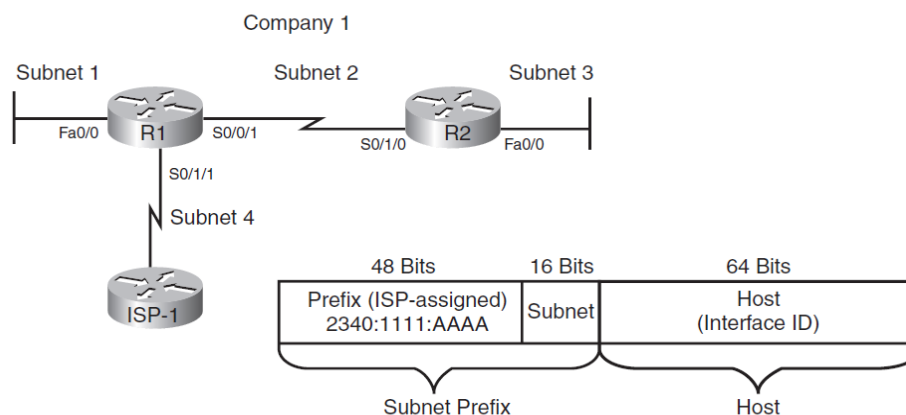 Company 1
Subnet 1
Subnet 2
Subnet 3
Fa0/0
R1
S0/0/1
S0/1/0
R2
Fa0/0
S0/1/1
Subnet 4
ISP-1
48 Bits
16 Bits
64 Bits
Prefix (ISP-assigned)
2340:1111:AAAA
Subnet
Host
(Interface ID)
Subnet Prefix
Host